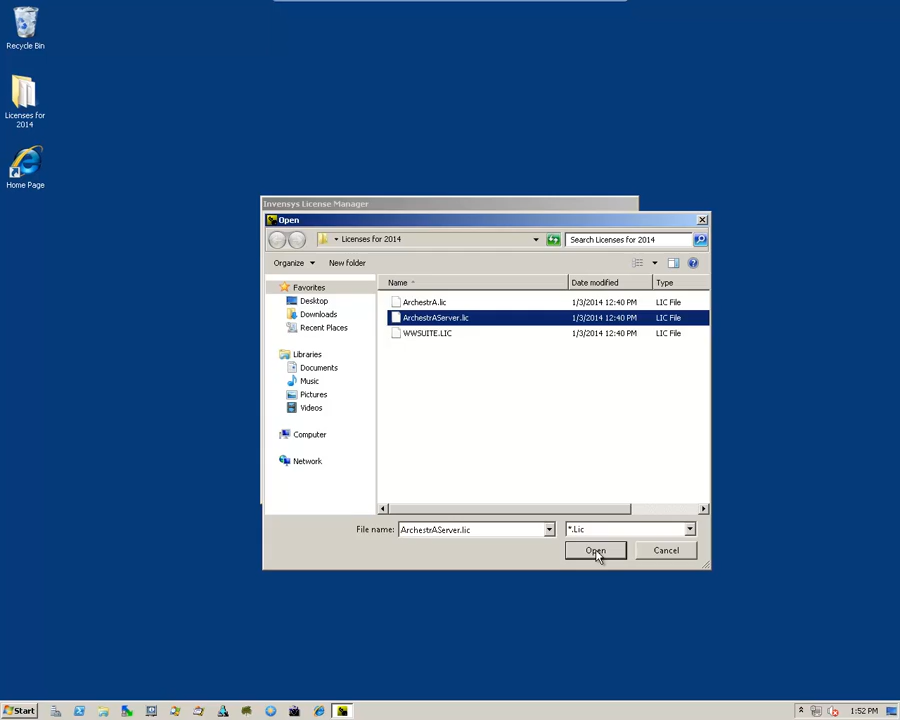 Recycle Bin
Licenses for
2014
Home Page
Invensys License Manager
Open
Licenses for 2014
Search Licenses for 2014
Organize
New folder
Name
Date modified
Type
Favorites
Desktop
Downloads
Recent Places
Libraries
Documents
Music
Pictures
Videos
Computer
Network
ArchestrA.lic 1/3/2014 12:40 PM LIC File
ArchestrAServer.lic 1/3/2014 12:40 PM LIC File
WWSUITE.LIC 1/3/2014 12:40 PM LIC File
File name: ArchestrAServer.lic
*.Lic
Open
Cancel
Start
1:52 PM